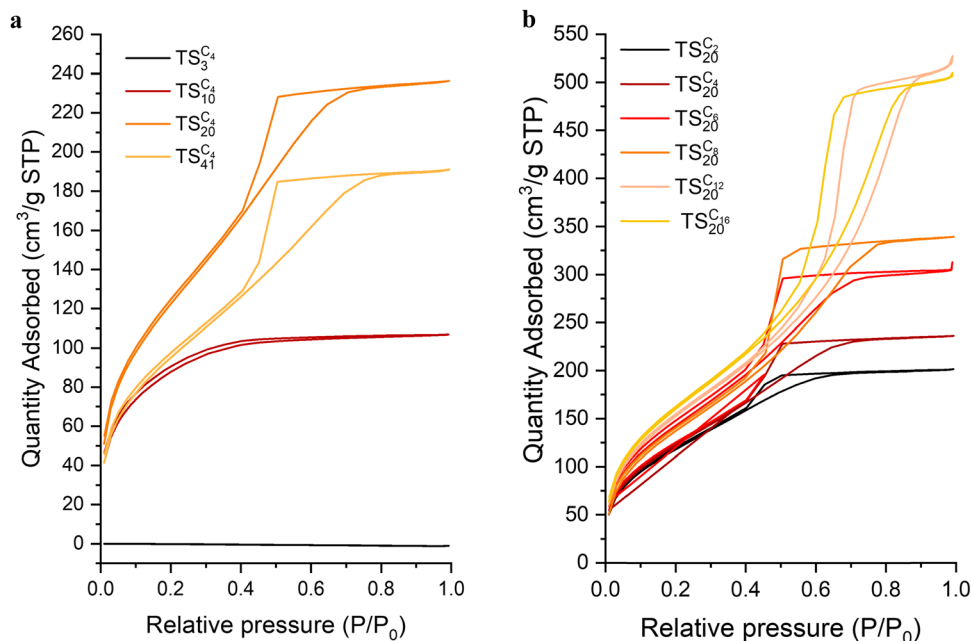 a
260
240
220
200
180
160
140
120
100
80
60
40
20
0
Quantity Adsorbed (cm³/g STP)
TS₃^C₄
TS₁₀^C₄
TS₂₀^C₄
TS₄₁^C₄
0.0 0.2 0.4 0.6 0.8 1.0
Relative pressure (P/P₀)
b
550
500
450
400
350
300
250
200
150
100
50
0
Quantity Adsorbed (cm³/g STP)
TS₂₀^C₂
TS₂₀^C₄
TS₂₀^C₆
TS₂₀^C₈
TS₂₀^C₁₂
TS₂₀^C₁₆
0.0 0.2 0.4 0.6 0.8 1.0
Relative pressure (P/P₀)